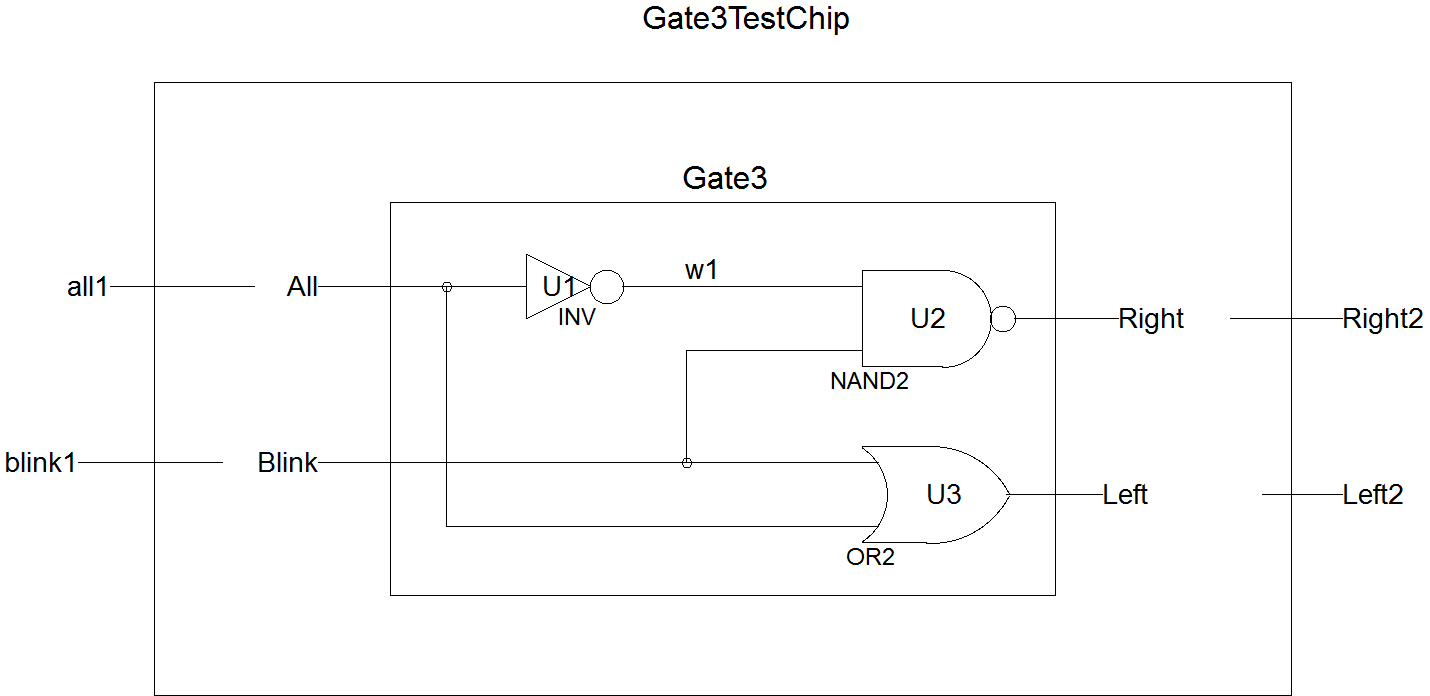 Gate3TestChip
Gate3
all1 All U1 w1
INV
U2 Right Right2
NAND2
blink1 Blink
U3 Left Left2
OR2